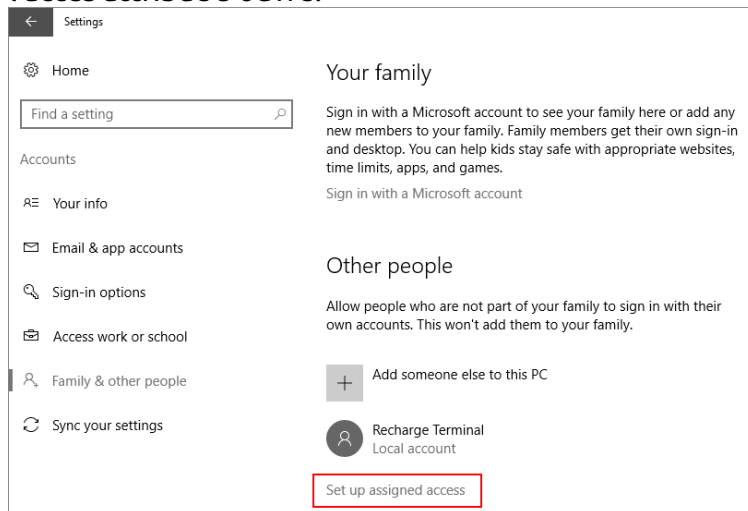 Settings
Home
Find a setting
Accounts
Your info
Email & app accounts
Sign-in options
Access work or school
Family & other people
Sync your settings
Your family
Sign in with a Microsoft account to see your family here or add any
new members to your family. Family members get their own sign-in
and desktop. You can help kids stay safe with appropriate websites,
time limits, apps, and games.
Sign in with a Microsoft account
Other people
Allow people who are not part of your family to sign in with their
own accounts. This won't add them to your family.
Add someone else to this PC
Recharge Terminal
Local account
Set up assigned access